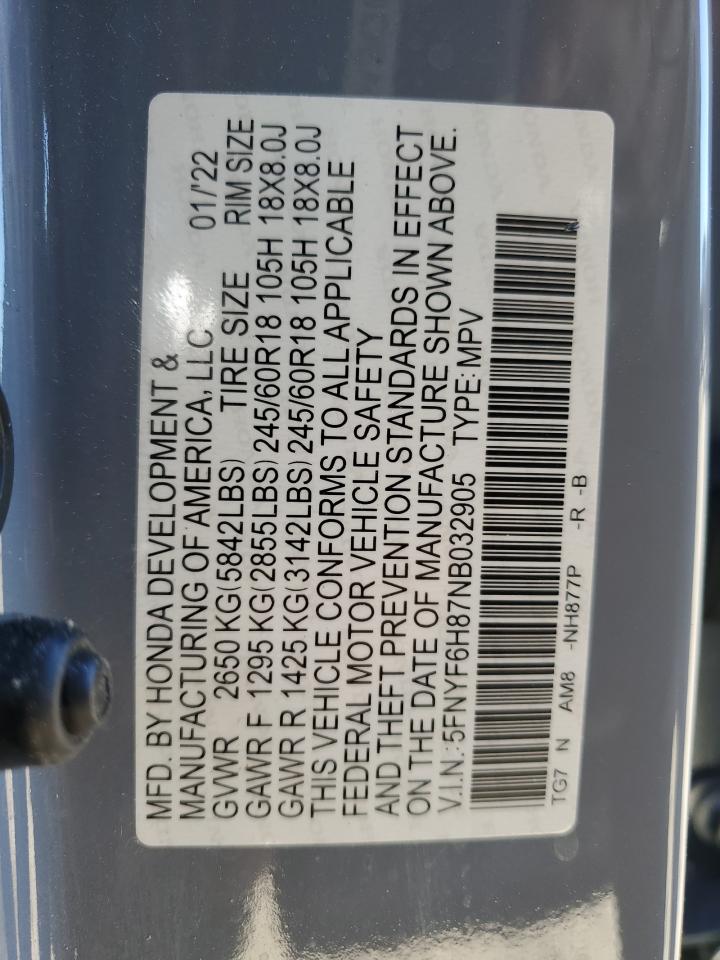 MFD. BY HONDA DEVELOPMENT &
MANUFACTURING OF AMERICA, LLC 01/'22
GVWR 2650 KG(5842LBS) TIRE SIZE RIM SIZE
GAWR F 1295 KG(2855LBS) 245/60R18 105H 18X8.0J
GAWR R 1425 KG(3142LBS) 245/60R18 105H 18X8.0J
THIS VEHICLE CONFORMS TO ALL APPLICABLE
FEDERAL MOTOR VEHICLE SAFETY
AND THEFT PREVENTION STANDARDS IN EFFECT
ON THE DATE OF MANUFACTURE SHOWN ABOVE.
V.I.N.: 5FNYF6H87NB032905 TYPE: MPV
TG7 N AM8 -NH877P -R -B